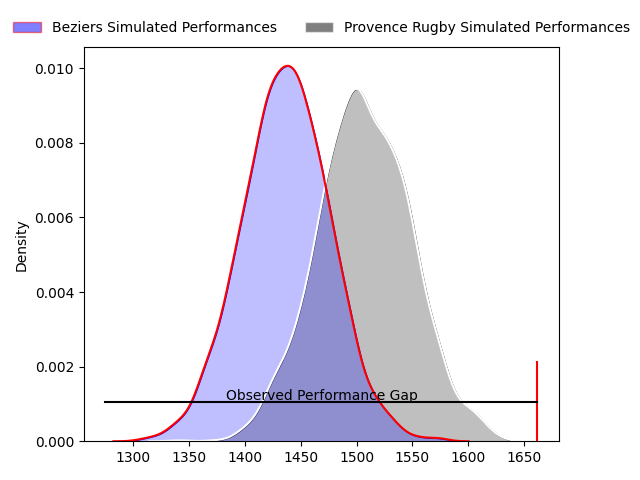 Beziers Simulated Performances
Provence Rugby Simulated Performances
0.010
0.008
0.006
0.004
0.002
0.000
Density
Observed Performance Gap
1300 1350 1400 1450 1500 1550 1600 1650